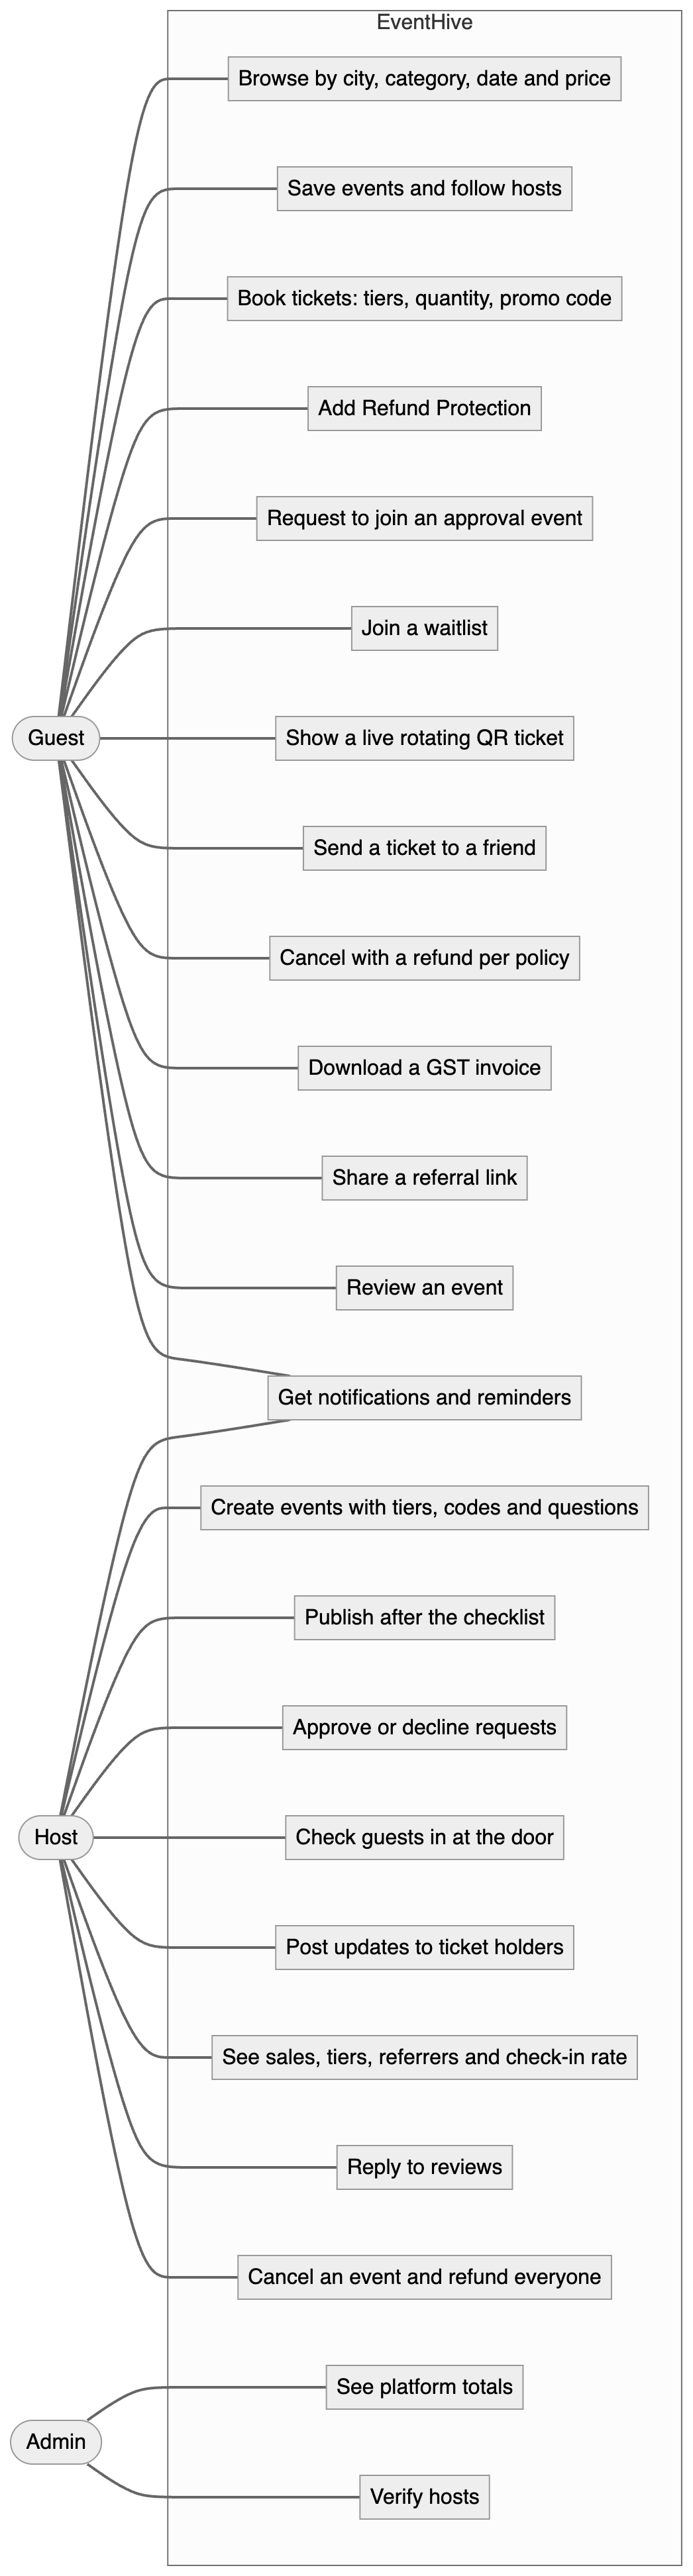 EventHive
Browse by city, category, date and price
Save events and follow hosts
Book tickets: tiers, quantity, promo code
Add Refund Protection
Request to join an approval event
Join a waitlist
Guest
Show a live rotating QR ticket
Send a ticket to a friend
Cancel with a refund per policy
Download a GST invoice
Share a referral link
Review an event
Get notifications and reminders
Create events with tiers, codes and questions
Publish after the checklist
Approve or decline requests
Host
Check guests in at the door
Post updates to ticket holders
See sales, tiers, referrers and check-in rate
Reply to reviews
Cancel an event and refund everyone
See platform totals
Admin
Verify hosts